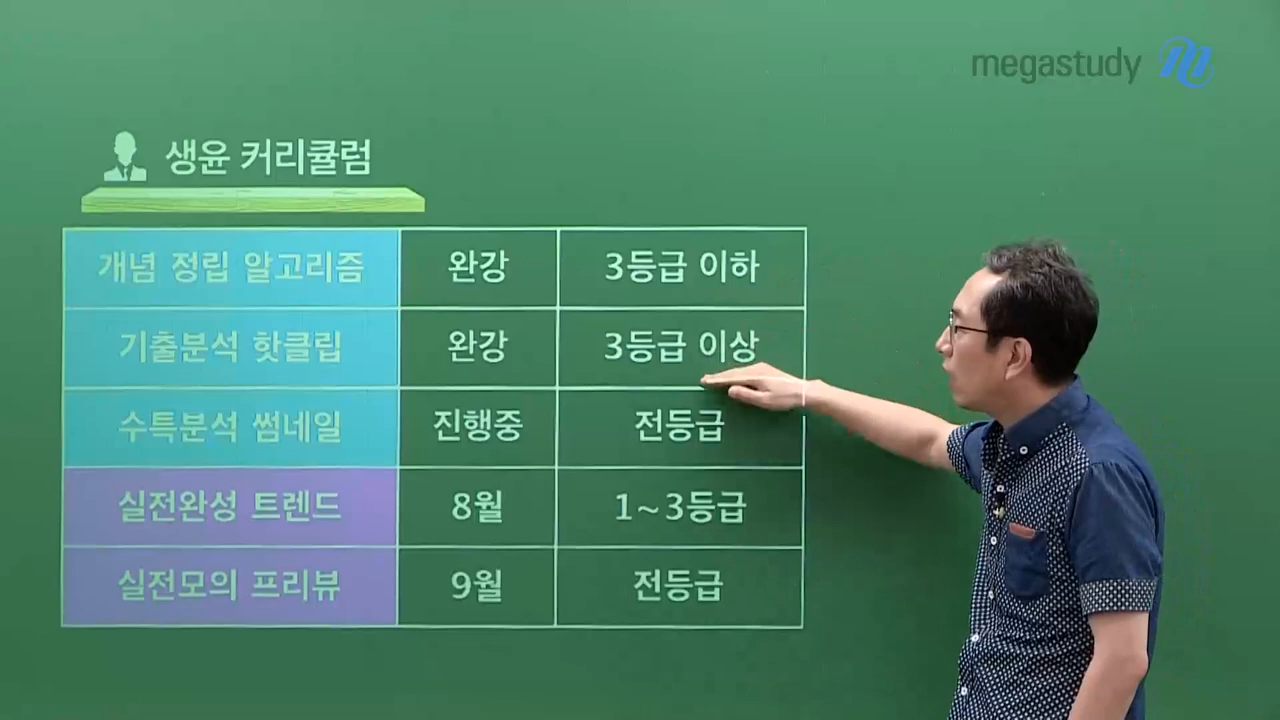 megastudy
생윤 커리큘럼
개념 정립 알고리즘 완강 3등급 이하
기출분석 핫클립 완강 3등급 이상
수특분석 썸네일 진행중 전등급
실전완성 트렌드 8월 1~3등급
실전모의 프리뷰 9월 전등급